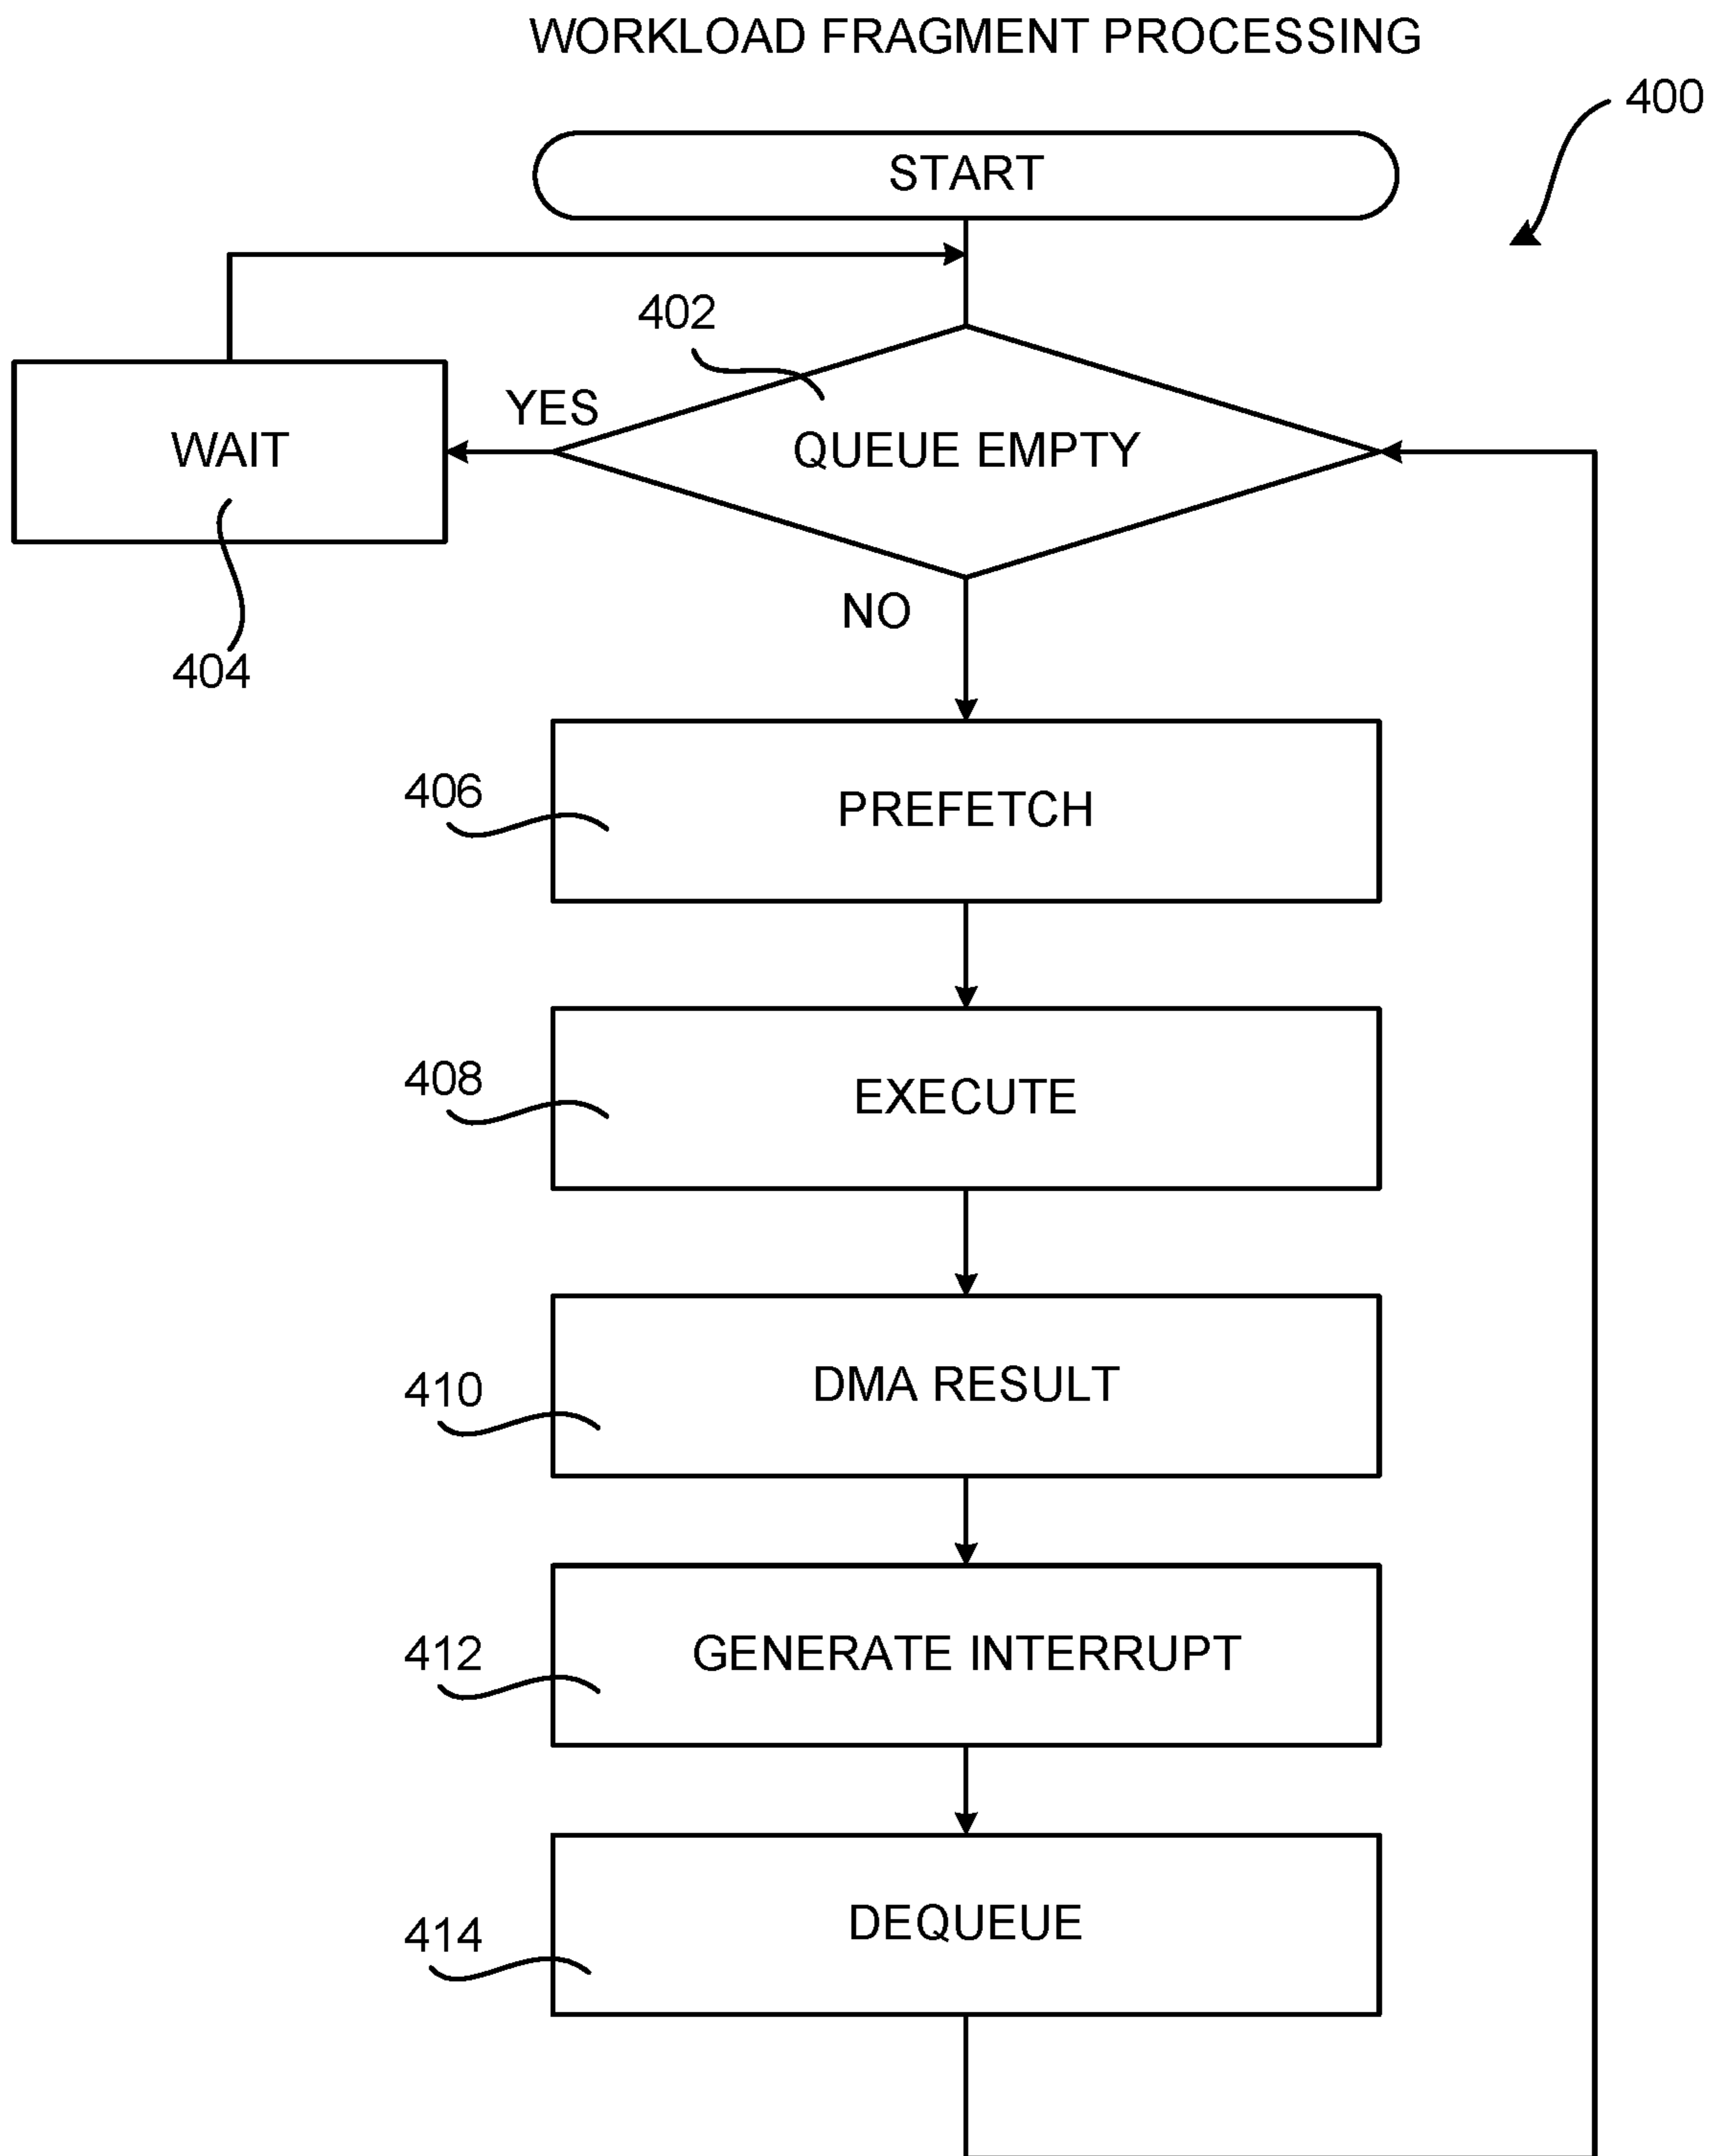 WORKLOAD FRAGMENT PROCESSING
400
START
402
YES
WAIT
QUEUE EMPTY
NO
404
406
PREFETCH
408
EXECUTE
410
DMA RESULT
412
GENERATE INTERRUPT
414
DEQUEUE